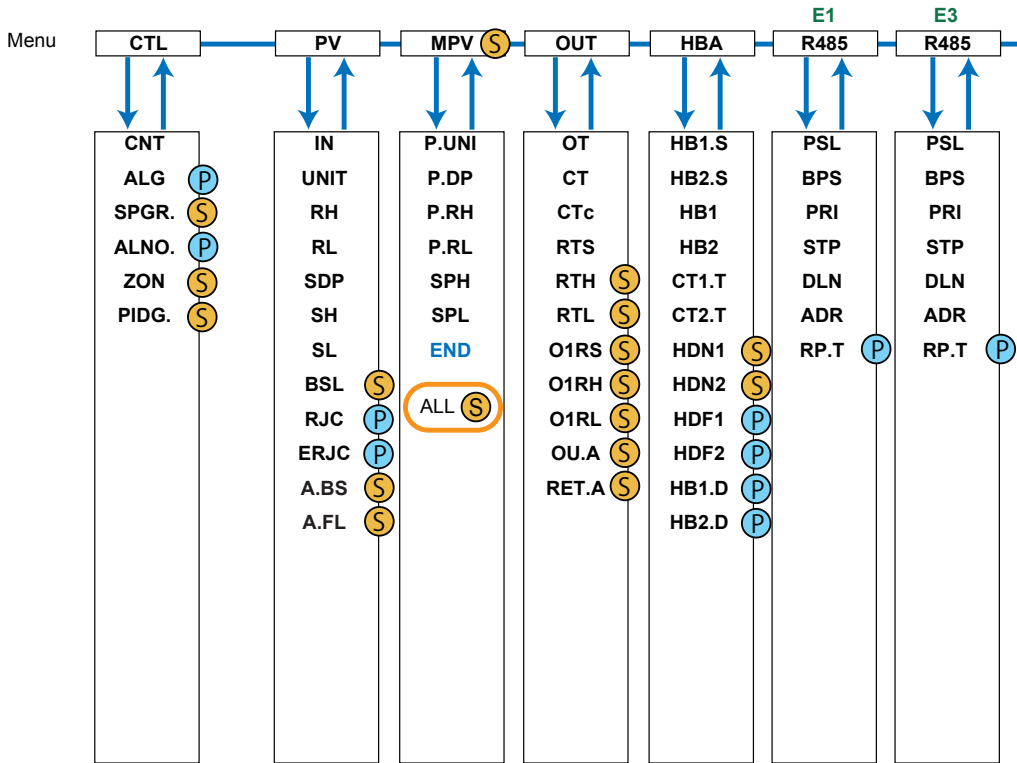 E1 E3
Menu CTL PV MPV S OUT HBA R485 R485
CNT IN P.UNI OT HB1.S PSL PSL
ALG P UNIT P.DP CT HB2.S BPS BPS
SPGR. S RH P.RH CTc HB1 PRI PRI
ALNO. P RL P.RL RTS HB2 STP STP
ZON S SDP SPH RTH S CT1.T DLN DLN
PIDG. S SH SPL RTL S CT2.T ADR ADR
SL END O1RS S HDN1 S RP.T P RP.T P
BSL S O1RH S HDN2 S
RJC P ALL S O1RL S HDF1 P
ERJC P OU.A S HDF2 P
A.BS S RET.A S HB1.D P
A.FL S HB2.D P